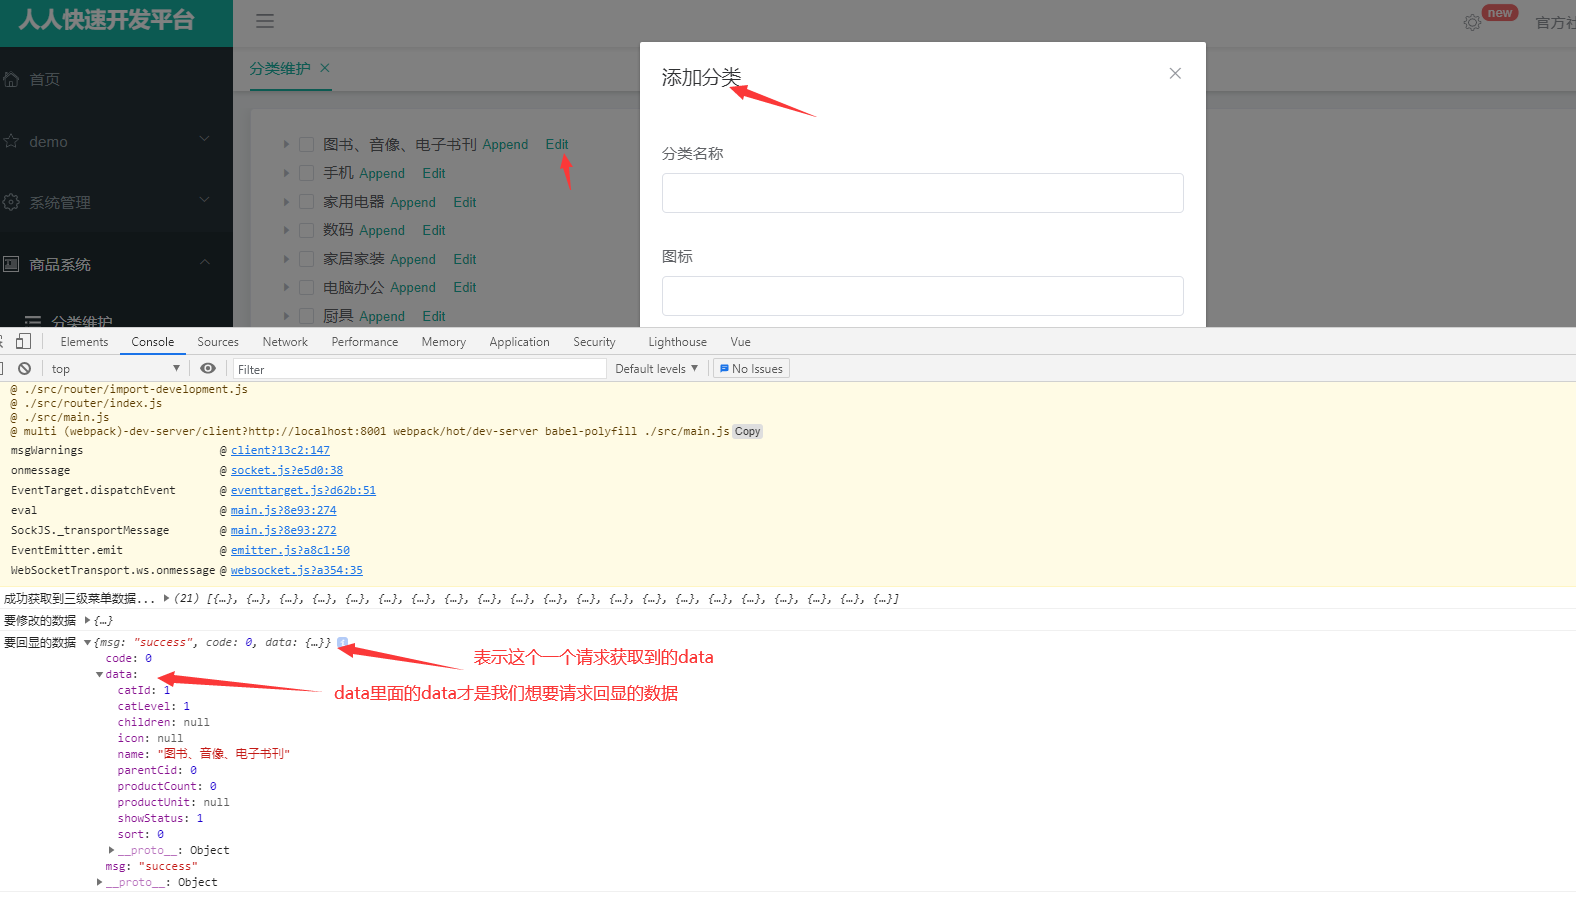 人人快速开发平台
new
官方社
分类维护 ×
首页
demo
系统管理
商品系统
分类维护
图书、音像、电子书刊 Append Edit
手机 Append Edit
家用电器 Append Edit
数码 Append Edit
家居家装 Append Edit
电脑办公 Append Edit
厨具 Append Edit
添加分类
分类名称
图标
Elements Console Sources Network Performance Memory Application Security Lighthouse Vue
top Filter Default levels No Issues
@ ./src/router/import-development.js
@ ./src/router/index.js
@ ./src/main.js
@ multi (webpack)-dev-server/client?http://localhost:8001 webpack/hot/dev-server babel-polyfill ./src/main.js Copy
msgWarnings @ client?13c2:147
onmessage @ socket.js?e5d0:38
EventTarget.dispatchEvent @ eventtarget.js?d62b:51
eval @ main.js?8e93:274
SockJS._transportMessage @ main.js?8e93:272
EventEmitter.emit @ emitter.js?a8c1:50
WebSocketTransport.ws.onmessage @ websocket.js?a354:35
成功获取到三级菜单数据... (21) [{…}, {…}, {…}, {…}, {…}, {…}, {…}, {…}, {…}, {…}, {…}, {…}, {…}, {…}, {…}, {…}, {…}, {…}, {…}, {…}, {…}]
要修改的数据 {…}
要回显的数据 {msg: "success", code: 0, data: {…}} i
code: 0
表示这个一个请求获取到的data
data:
catId: 1
data里面的data才是我们想要请求回显的数据
catLevel: 1
children: null
icon: null
name: "图书、音像、电子书刊"
parentCid: 0
productCount: 0
productUnit: null
showStatus: 1
sort: 0
__proto__: Object
msg: "success"
__proto__: Object